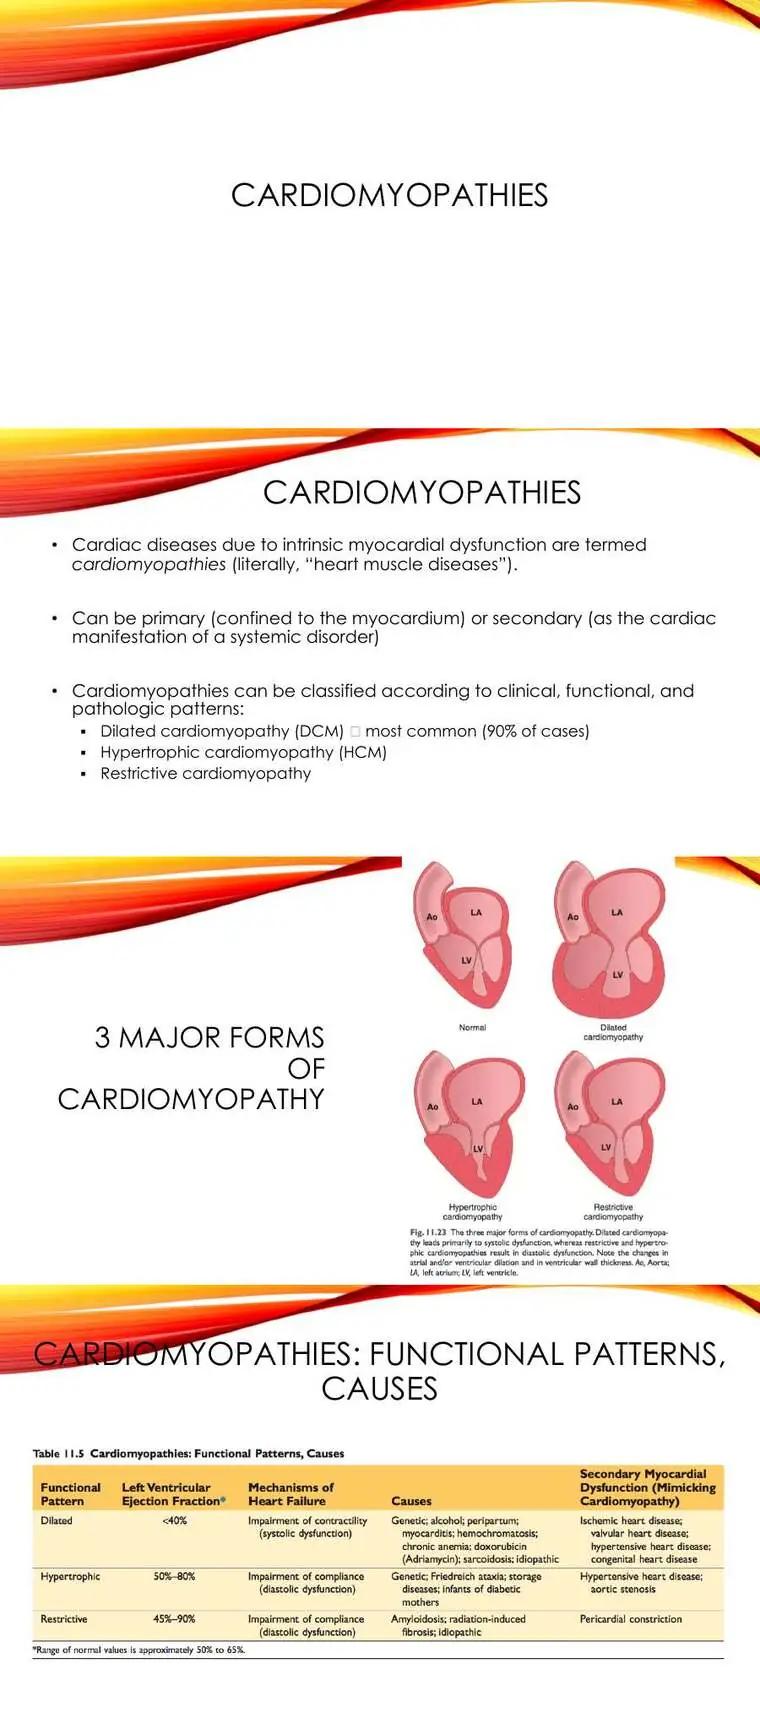 CARDIOMYOPATHIES
CARDIOMYOPATHIES
• Cardiac diseases due to intrinsic myocardial dysfunction are termed
cardiomyopathies (literally, “heart muscle diseases”).
• Can be primary (confined to the myocardium) or secondary (as the cardiac
manifestation of a systemic disorder)
• Cardiomyopathies can be classified according to clinical, functional, and
pathologic patterns:
▪ Dilated cardiomyopathy (DCM) □ most common (90% of cases)
▪ Hypertrophic cardiomyopathy (HCM)
▪ Restrictive cardiomyopathy
3 MAJOR FORMS
OF
CARDIOMYOPATHY
Ao LA LV
Normal
Ao LA LV
Dilated
cardiomyopathy
Ao LA LV
Hypertrophic
cardiomyopathy
Ao LA LV
Restrictive
cardiomyopathy
Fig. 11.23 The three major forms of cardiomyopathy. Dilated cardiomyopa-
thy leads primarily to systolic dysfunction, whereas restrictive and hypertro-
phic cardiomyopathies result in diastolic dysfunction. Note the changes in
atrial and/or ventricular dilation and in ventricular wall thickness. Ao, Aorta;
LA, left atrium; LV, left ventricle.
CARDIOMYOPATHIES: FUNCTIONAL PATTERNS,
CAUSES
Table 11.5 Cardiomyopathies: Functional Patterns, Causes
Functional Pattern
Left Ventricular Ejection Fraction*
Mechanisms of Heart Failure
Causes
Secondary Myocardial Dysfunction (Mimicking Cardiomyopathy)
Dilated
<40%
Impairment of contractility
(systolic dysfunction)
Genetic; alcohol; peripartum;
myocarditis; hemochromatosis;
chronic anemia; doxorubicin
(Adriamycin); sarcoidosis; idiopathic
Ischemic heart disease;
valvular heart disease;
hypertensive heart disease;
congenital heart disease
Hypertrophic
50%–80%
Impairment of compliance
(diastolic dysfunction)
Genetic; Friedreich ataxia; storage
diseases; infants of diabetic
mothers
Hypertensive heart disease;
aortic stenosis
Restrictive
45%–90%
Impairment of compliance
(diastolic dysfunction)
Amyloidosis; radiation-induced
fibrosis; idiopathic
Pericardial constriction
*Range of normal values is approximately 50% to 65%.